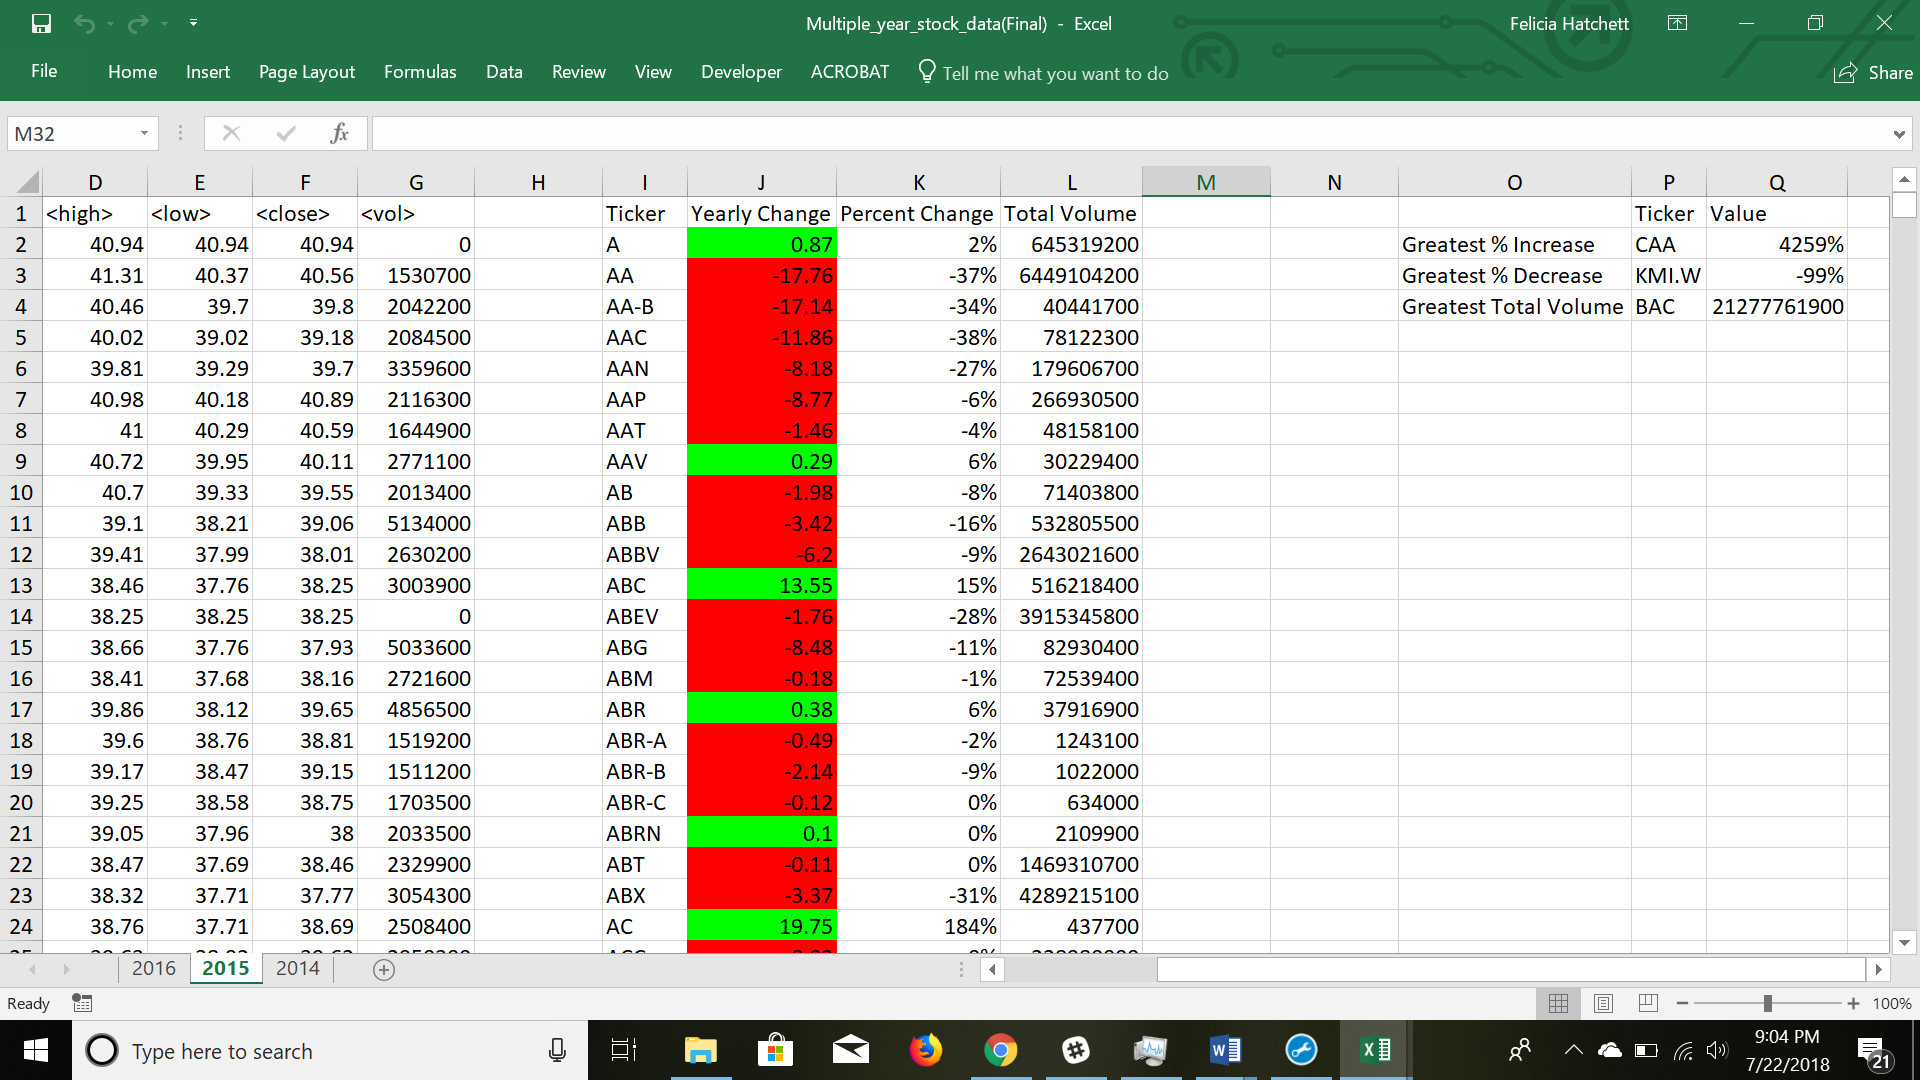 Multiple_year_stock_data(Final) - Excel
Felicia Hatchett
File Home Insert Page Layout Formulas Data Review View Developer ACROBAT Tell me what you want to do Share
M32 fx
D E F G H I J K L M N O P Q
1 <high> <low> <close> <vol> Ticker Yearly Change Percent Change Total Volume Ticker Value
2 40.94 40.94 40.94 0 A 0.87 2% 645319200 Greatest % Increase CAA 4259%
3 41.31 40.37 40.56 1530700 AA -17.76 -37% 6449104200 Greatest % Decrease KMI.W -99%
4 40.46 39.7 39.8 2042200 AA-B -17.14 -34% 40441700 Greatest Total Volume BAC 21277761900
5 40.02 39.02 39.18 2084500 AAC -11.86 -38% 78122300
6 39.81 39.29 39.7 3359600 AAN -8.18 -27% 179606700
7 40.98 40.18 40.89 2116300 AAP -8.77 -6% 266930500
8 41 40.29 40.59 1644900 AAT -1.46 -4% 48158100
9 40.72 39.95 40.11 2771100 AAV 0.29 6% 30229400
10 40.7 39.33 39.55 2013400 AB -1.98 -8% 71403800
11 39.1 38.21 39.06 5134000 ABB -3.42 -16% 532805500
12 39.41 37.99 38.01 2630200 ABBV -6.2 -9% 2643021600
13 38.46 37.76 38.25 3003900 ABC 13.55 15% 516218400
14 38.25 38.25 38.25 0 ABEV -1.76 -28% 3915345800
15 38.66 37.76 37.93 5033600 ABG -8.48 -11% 82930400
16 38.41 37.68 38.16 2721600 ABM -0.18 -1% 72539400
17 39.86 38.12 39.65 4856500 ABR 0.38 6% 37916900
18 39.6 38.76 38.81 1519200 ABR-A -0.49 -2% 1243100
19 39.17 38.47 39.15 1511200 ABR-B -2.14 -9% 1022000
20 39.25 38.58 38.75 1703500 ABR-C -0.12 0% 634000
21 39.05 37.96 38 2033500 ABRN 0.1 0% 2109900
22 38.47 37.69 38.46 2329900 ABT -0.11 0% 1469310700
23 38.32 37.71 37.77 3054300 ABX -3.37 -31% 4289215100
24 38.76 37.71 38.69 2508400 AC 19.75 184% 437700
2016 2015 2014
Ready 100%
Type here to search
9:04 PM
7/22/2018
21